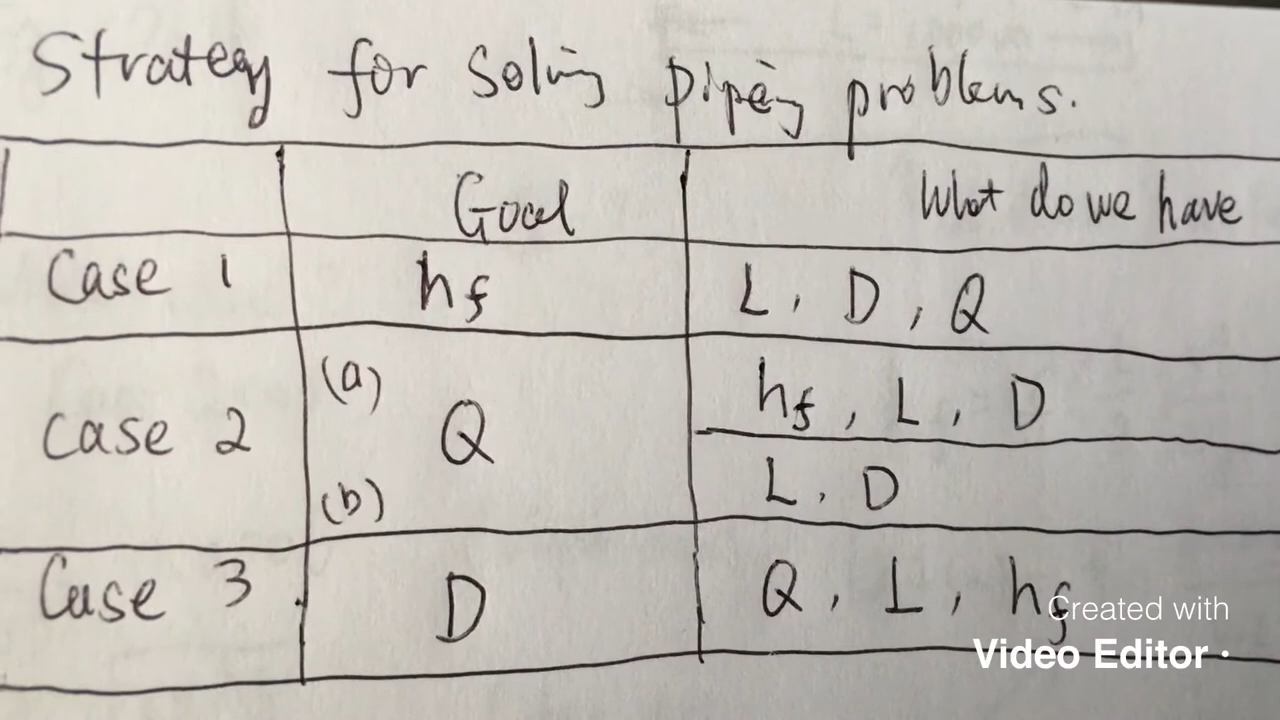 Strategy for solving piping problems.
Goal What do we have
Case 1 hf L, D, Q
Case 2 (a) Q hf, L, D
(b) L, D
Case 3 D Q, L, hf
Created with
Video Editor